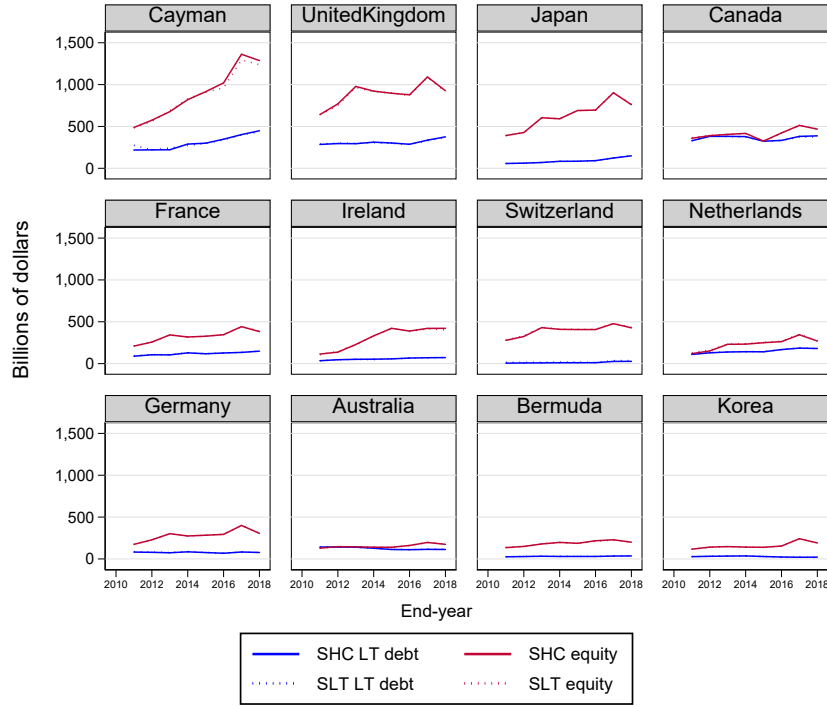 Cayman UnitedKingdom Japan Canada
1,500
1,000
500
0
France Ireland Switzerland Netherlands
1,500
1,000
500
0
Germany Australia Bermuda Korea
1,500
1,000
500
0
2010 2012 2014 2016 2018 2010 2012 2014 2016 2018 2010 2012 2014 2016 2018 2010 2012 2014 2016 2018
Billions of dollars
End-year
SHC LT debt SHC equity
SLT LT debt SLT equity